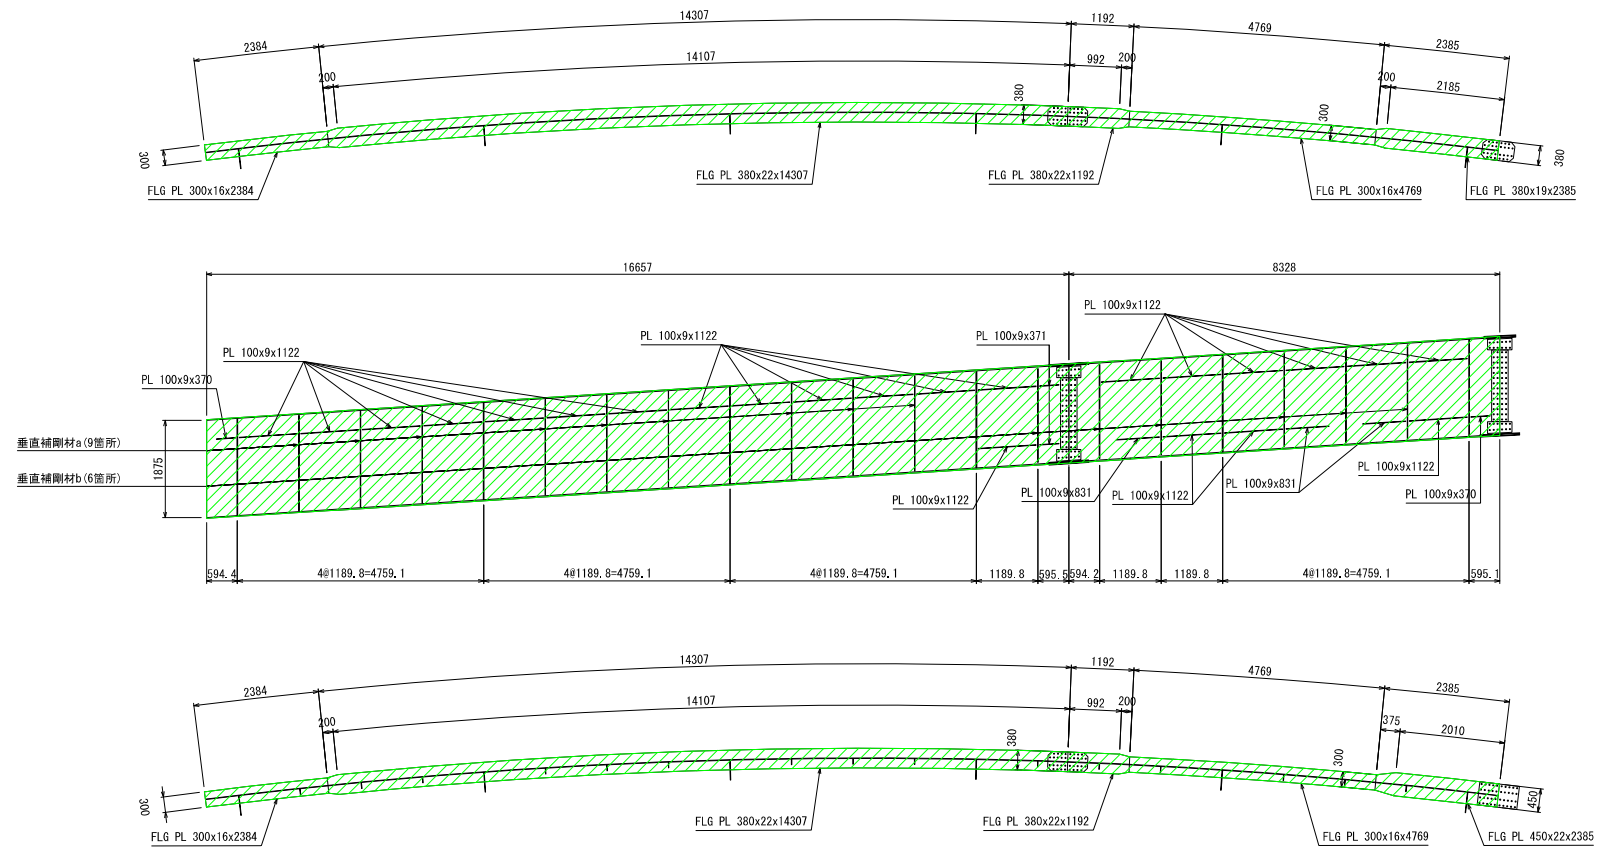 14307
1192
4769
2384
2385
14107
992
200
200
200
2185
380
300
300
380
FLG PL 300x16x2384
FLG PL 380x22x14307
FLG PL 380x22x1192
FLG PL 300x16x4769
FLG PL 380x19x2385
16657
8328
PL 100x9x1122
PL 100x9x1122
PL 100x9x371
PL 100x9x1122
PL 100x9x370
垂直補剛材a(9箇所)
1875
垂直補剛材b(6箇所)
PL 100x9x1122
PL 100x9x831
PL 100x9x1122
PL 100x9x831
PL 100x9x1122
PL 100x9x370
594.4
4@1189.8=4759.1
4@1189.8=4759.1
4@1189.8=4759.1
1189.8
595.5
594.2
1189.8
1189.8
4@1189.8=4759.1
595.1
14307
1192
4769
2384
2385
14107
992
200
200
375
2010
380
300
300
450
FLG PL 300x16x2384
FLG PL 380x22x14307
FLG PL 380x22x1192
FLG PL 300x16x4769
FLG PL 450x22x2385